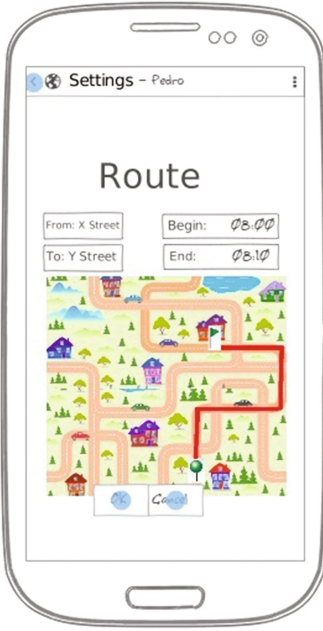 Settings - Pedro
Route
From: X Street
Begin: 08:00
To: Y Street
End: 08:10
Ok
Cancel